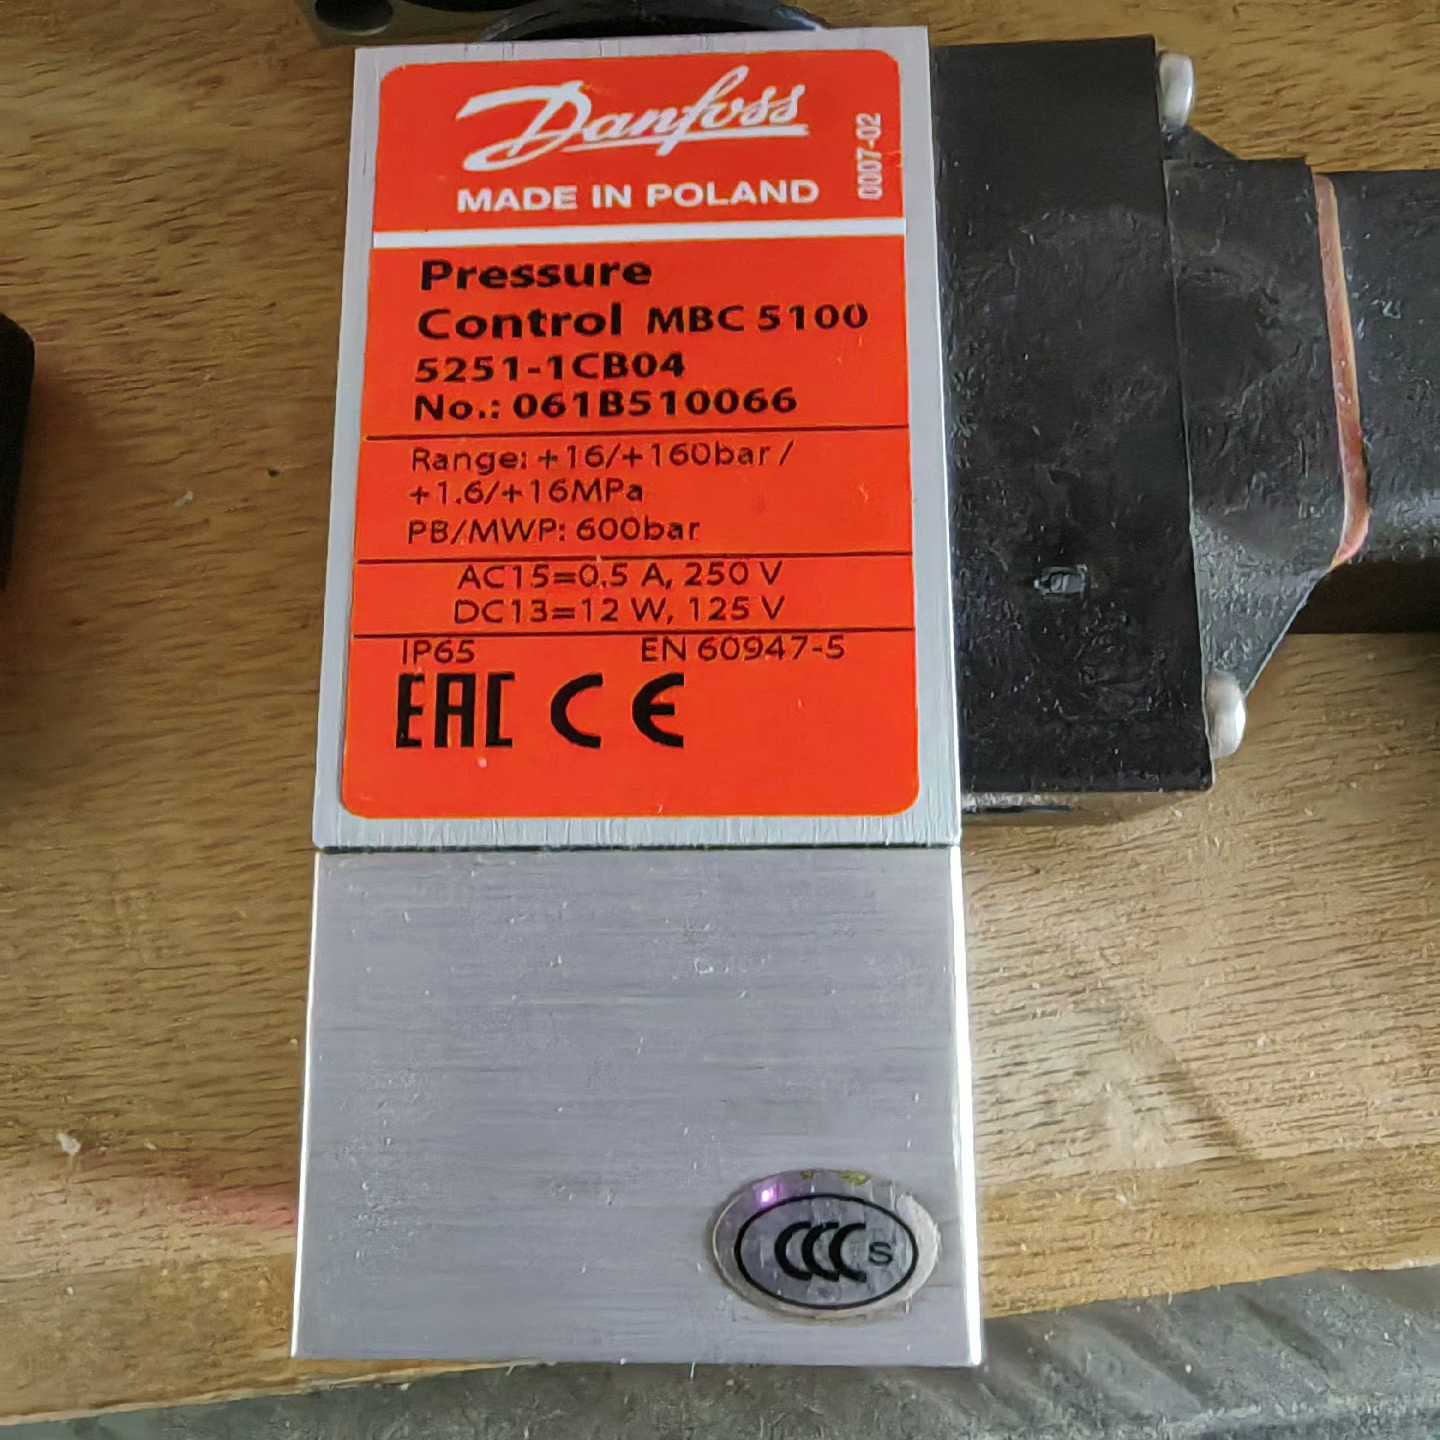 Danfoss
MADE IN POLAND
0007-02
Pressure
Control MBC 5100
5251-1CB04
No.: 061B510066
Range: +16/+160bar /
+1.6/+16MPa
PB/MWP: 600bar
AC15=0.5 A, 250 V
DC13=12 W, 125 V
IP65 EN 60947-5
EAC CE
CCC S